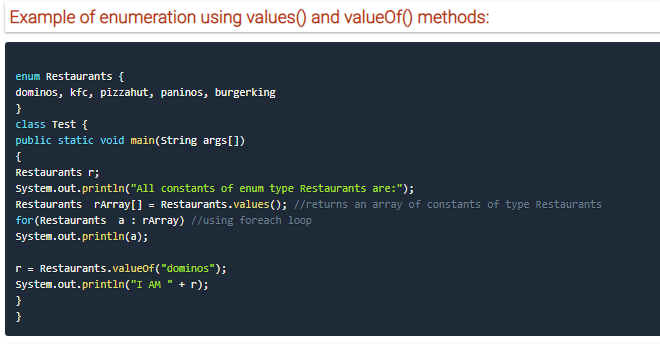 Example of enumeration using values() and valueOf() methods:
enum Restaurants {
dominos, kfc, pizzahut, paninos, burgerking
}
class Test {
public static void main(String args[])
{
Restaurants r;
System.out.println("All constants of enum type Restaurants are:");
Restaurants  rArray[] = Restaurants.values(); //returns an array of constants of type Restaurants
for(Restaurants  a : rArray) //using foreach loop
System.out.println(a);
r = Restaurants.valueOf("dominos");
System.out.println("I AM " + r);
}
}